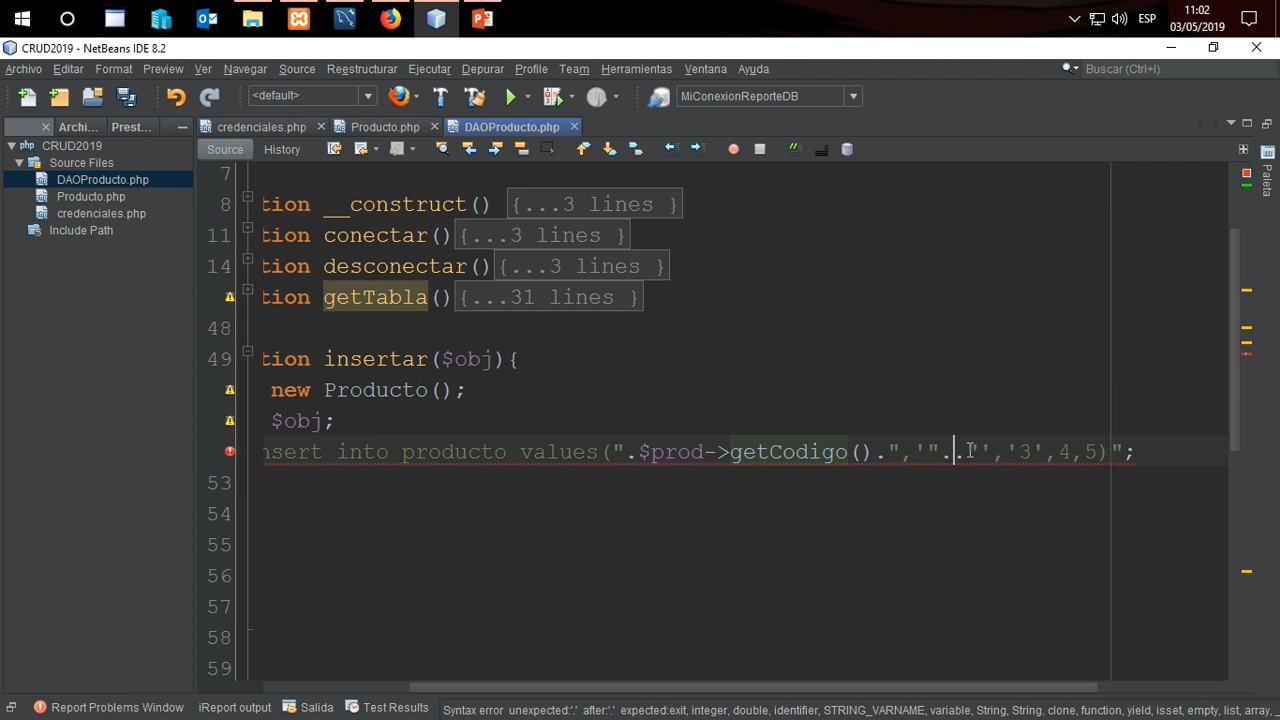 11:02
ESP
03/05/2019
CRUD2019 - NetBeans IDE 8.2
Archivo Editar Format Preview Ver Navegar Source Reestructurar Ejecutar Depurar Profile Team Herramientas Ventana Ayuda
Buscar (Ctrl+I)
<default>
MiConexionReporteDB
Archi... Prest...
credenciales.php Producto.php DAOProducto.php
CRUD2019
Source History
Source Files
DAOProducto.php
Producto.php
credenciales.php
Include Path
Paleta
7
8 tion __construct() {...3 lines }
11 tion conectar(){...3 lines }
14 tion desconectar(){...3 lines }
tion getTabla(){...31 lines }
48
49 tion insertar($obj){
new Producto();
$obj;
nsert into producto values(".$prod->getCodigo().",'".."','3',4,5)";
53
54
55
56
57
58
59
Report Problems Window iReport output Salida Test Results
Syntax error unexpected:'.' after:'.' expected:exit, integer, double, identifier, STRING_VARNAME, variable, String, String, clone, function, yield, isset, empty, list, array,